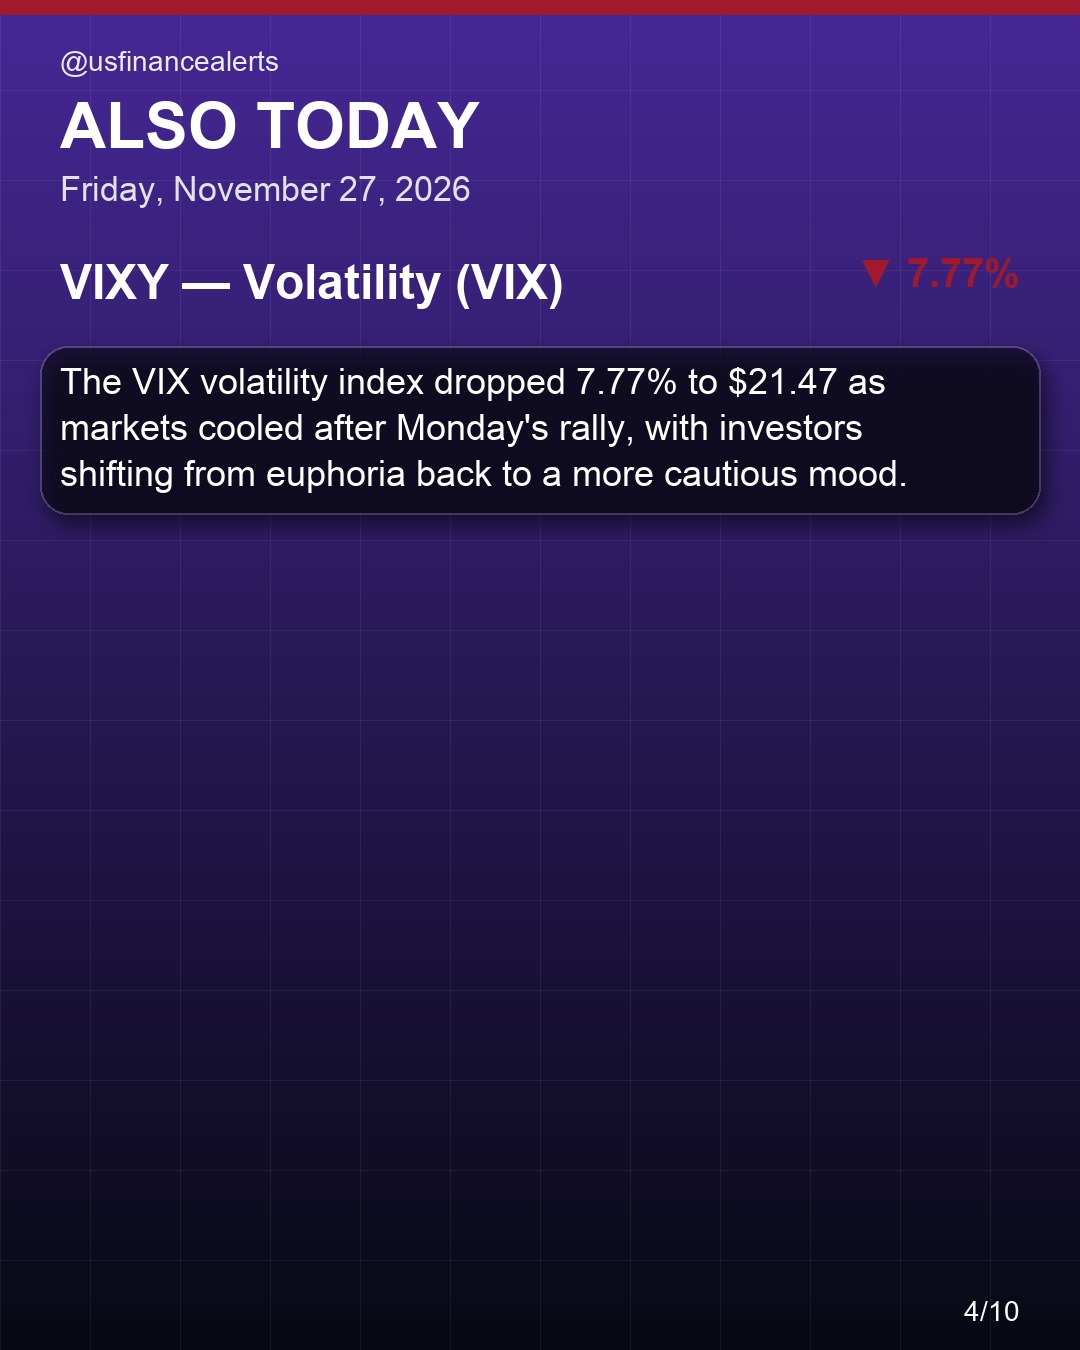 @usfinancealerts
ALSO TODAY
Friday, November 27, 2026
VIXY — Volatility (VIX)
▼ 7.77%
The VIX volatility index dropped 7.77% to $21.47 as
markets cooled after Monday's rally, with investors
shifting from euphoria back to a more cautious mood.
4/10